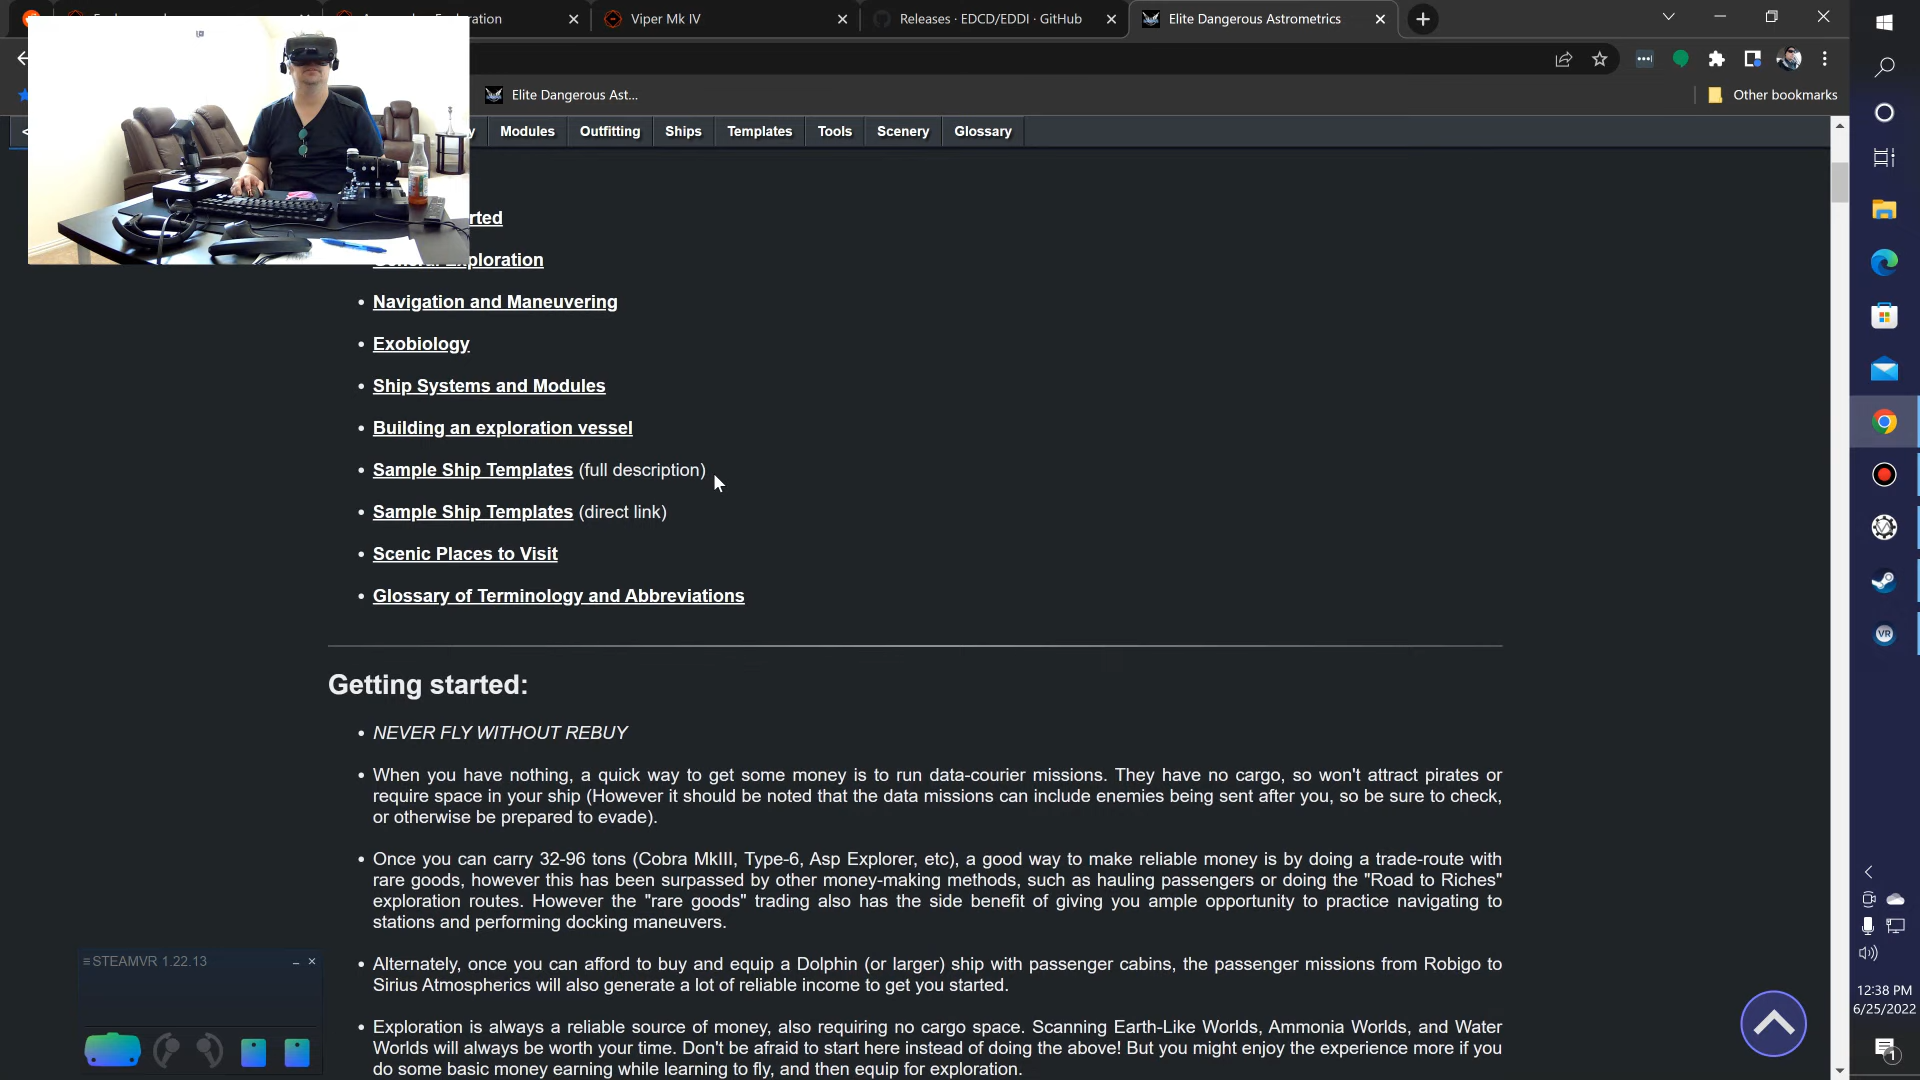 oration
Viper Mk IV
Releases · EDCD/EDDI · GitHub
Elite Dangerous Astrometrics
Elite Dangerous Ast...
Other bookmarks
Modules
Outfitting
Ships
Templates
Tools
Scenery
Glossary
rted
General Exploration
• Navigation and Maneuvering
• Exobiology
• Ship Systems and Modules
• Building an exploration vessel
• Sample Ship Templates (full description)
• Sample Ship Templates (direct link)
• Scenic Places to Visit
• Glossary of Terminology and Abbreviations
Getting started:
• NEVER FLY WITHOUT REBUY
• When you have nothing, a quick way to get some money is to run data-courier missions. They have no cargo, so won't attract pirates or
require space in your ship (However it should be noted that the data missions can include enemies being sent after you, so be sure to check,
or otherwise be prepared to evade).
• Once you can carry 32-96 tons (Cobra MkIII, Type-6, Asp Explorer, etc), a good way to make reliable money is by doing a trade-route with
rare goods, however this has been surpassed by other money-making methods, such as hauling passengers or doing the "Road to Riches"
exploration routes. However the "rare goods" trading also has the side benefit of giving you ample opportunity to practice navigating to
stations and performing docking maneuvers.
• Alternately, once you can afford to buy and equip a Dolphin (or larger) ship with passenger cabins, the passenger missions from Robigo to
Sirius Atmospherics will also generate a lot of reliable income to get you started.
• Exploration is always a reliable source of money, also requiring no cargo space. Scanning Earth-Like Worlds, Ammonia Worlds, and Water
Worlds will always be worth your time. Don't be afraid to start here instead of doing the above! But you might enjoy the experience more if you
do some basic money earning while learning to fly, and then equip for exploration.
STEAMVR 1.22.13
VR
12:38 PM
6/25/2022
1